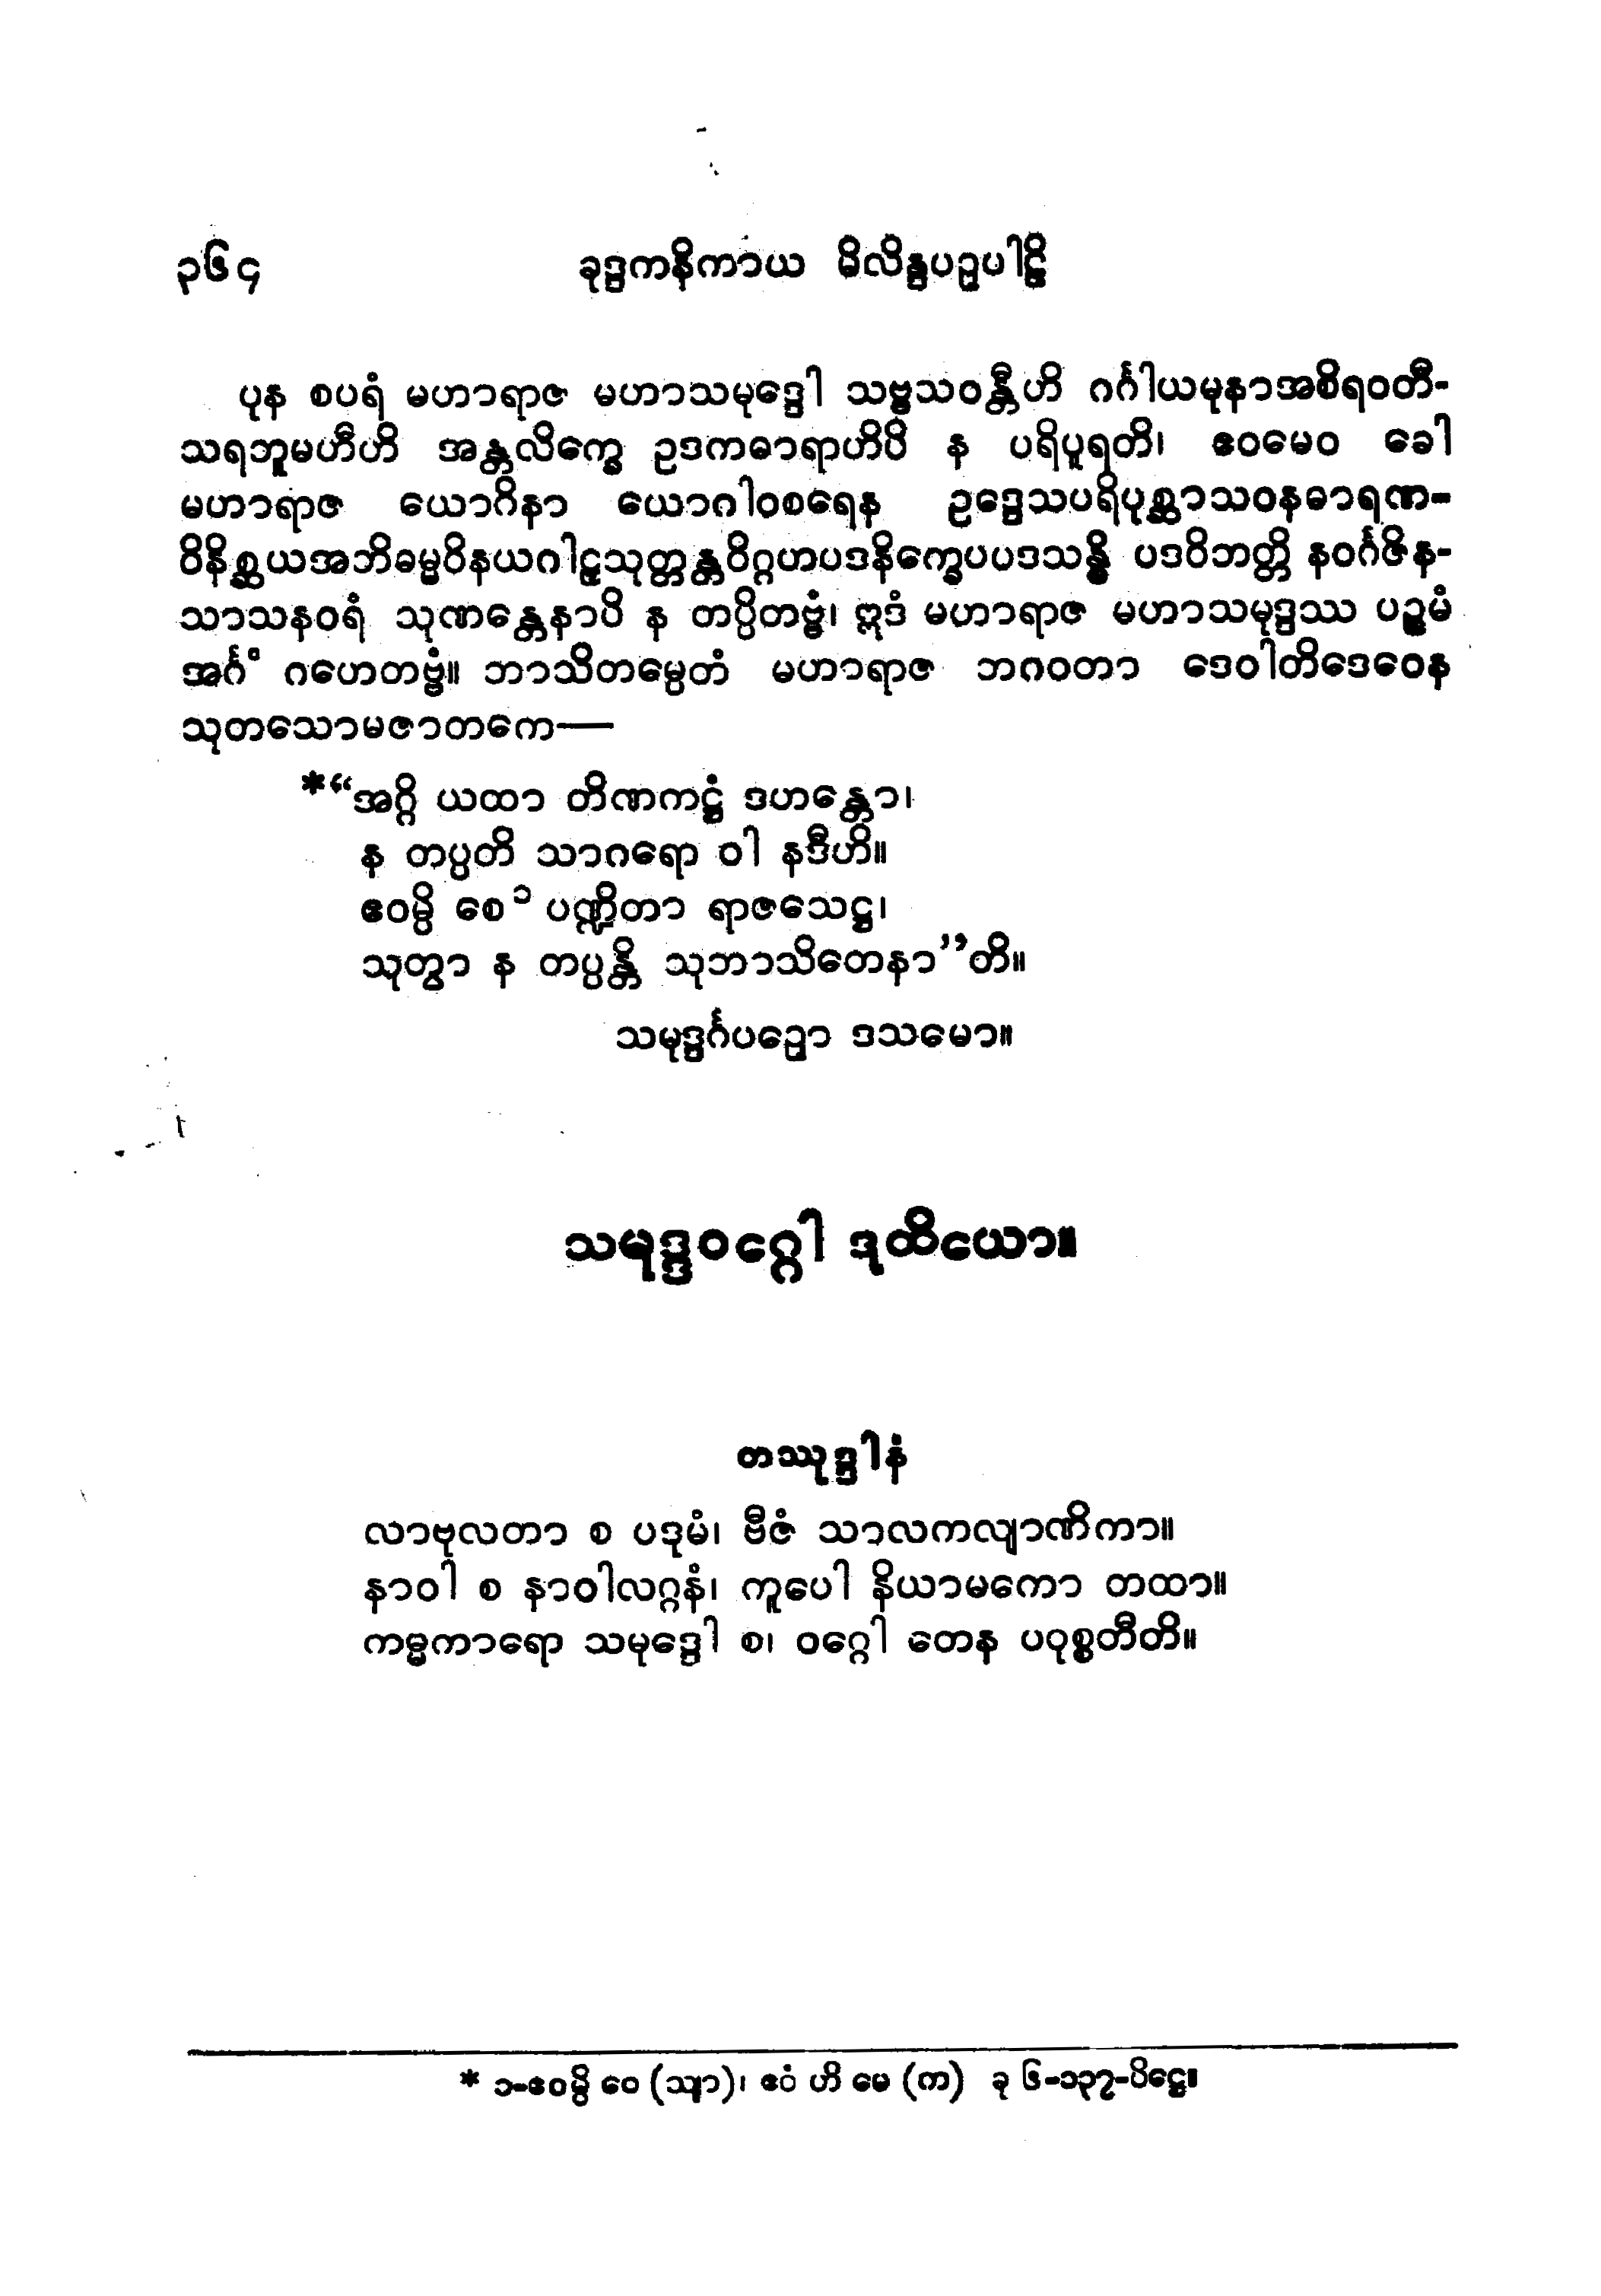 ၃၆၄ ခုဒ္ဒကနိကာယ မိလိန္ဒပဉှပါဠိ
ပုန စပရံ မဟာရာဇ မဟာသမုဒ္ဒေါ သဗ္ဗသဝန္တီဟိ ဂင်္ဂါယမုနာအစိရဝတီ-
သရဘူမဟီဟိ အန္တလိက္ခေ ဥဒကဓာရာဟိပိ န ပရိပူရတိ၊ ဧဝမေဝ ခေါ
မဟာရာဇ ယောဂိနာ ယောဂါဝစရေန ဥဒ္ဒေသပရိပုစ္ဆာသဝနဓာရဏ-
ဝိနိစ္ဆယအဘိဓမ္မဝိနယဂါဠှသုတ္တန္တဝိဂ္ဂဟပဒနိက္ခေပပဒသန္ဓိ ပဒဝိဘတ္တိ နဝင်္ဂဇိန-
သာသနဝရံ သုဏန္တေနာပိ န တပ္ပိတဗ္ဗံ၊ ဣဒံ မဟာရာဇ မဟာသမုဒ္ဒဿ ပဉ္စမံ
အင်္ဂံ ဂဟေတဗ္ဗံ။ ဘာသိတမ္ပေတံ မဟာရာဇ ဘဂဝတာ ဒေဝါတိဒေဝေန
သုတသောမဇာတကေ—
*“အဂ္ဂိ ယထာ တိဏကဋ္ဌံ ဒဟန္တော၊
န တပ္ပတိ သာဂရော ဝါ နဒီဟိ။
ဧဝမ္ပိ စေ ၁ ပဏ္ဍိတာ ရာဇသေဋ္ဌ၊
သုတွာ န တပ္ပန္တိ သုဘာသိတေနာ”တိ။
သမုဒ္ဒင်္ဂပဉှော ဒသမော။
သမုဒ္ဒဝဂ္ဂေါ ဒုတိယော။
တဿုဒ္ဒါနံ
လာဗုလတာ စ ပဒုမံ၊ ဗီဇံ သာလကလျာဏိကာ။
နာဝါ စ နာဝါလဂ္ဂနံ၊ ကူပေါ နိယာမကော တထာ။
ကမ္မကာရော သမုဒ္ဒေါ စ၊ ဝဂ္ဂေါ တေန ပဝုစ္စတီတိ။
* ၁-ဧဝမ္ပိ ဝေ (သျာ)၊ ဧဝံ ဟိ မေ (က) ခု ၆-၁၃၇-ပိဋ္ဌေ။